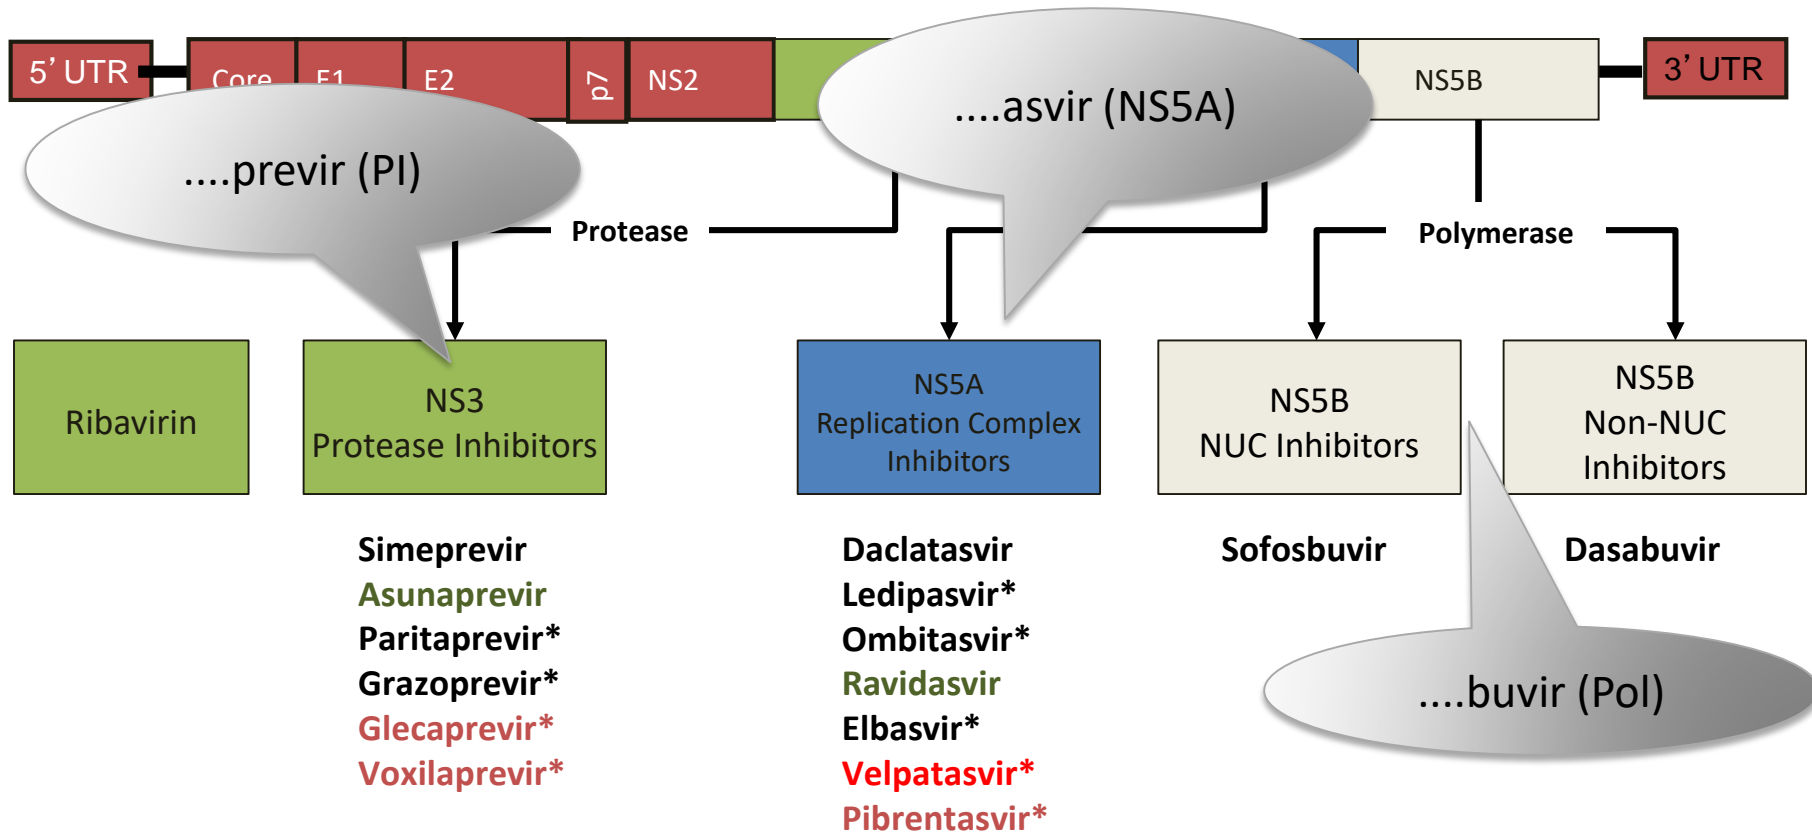 5’ UTR
Core
E1
E2
p7
NS2
NS5B
3’ UTR
....asvir (NS5A)
....previr (PI)
Protease
Polymerase
Ribavirin
NS3
Protease Inhibitors
NS5A
Replication Complex
Inhibitors
NS5B
NUC Inhibitors
NS5B
Non-NUC
Inhibitors
Simeprevir
Asunaprevir
Paritaprevir*
Grazoprevir*
Glecaprevir*
Voxilaprevir*
Daclatasvir
Ledipasvir*
Ombitasvir*
Ravidasvir
Elbasvir*
Velpatasvir*
Pibrentasvir*
Sofosbuvir
Dasabuvir
....buvir (Pol)